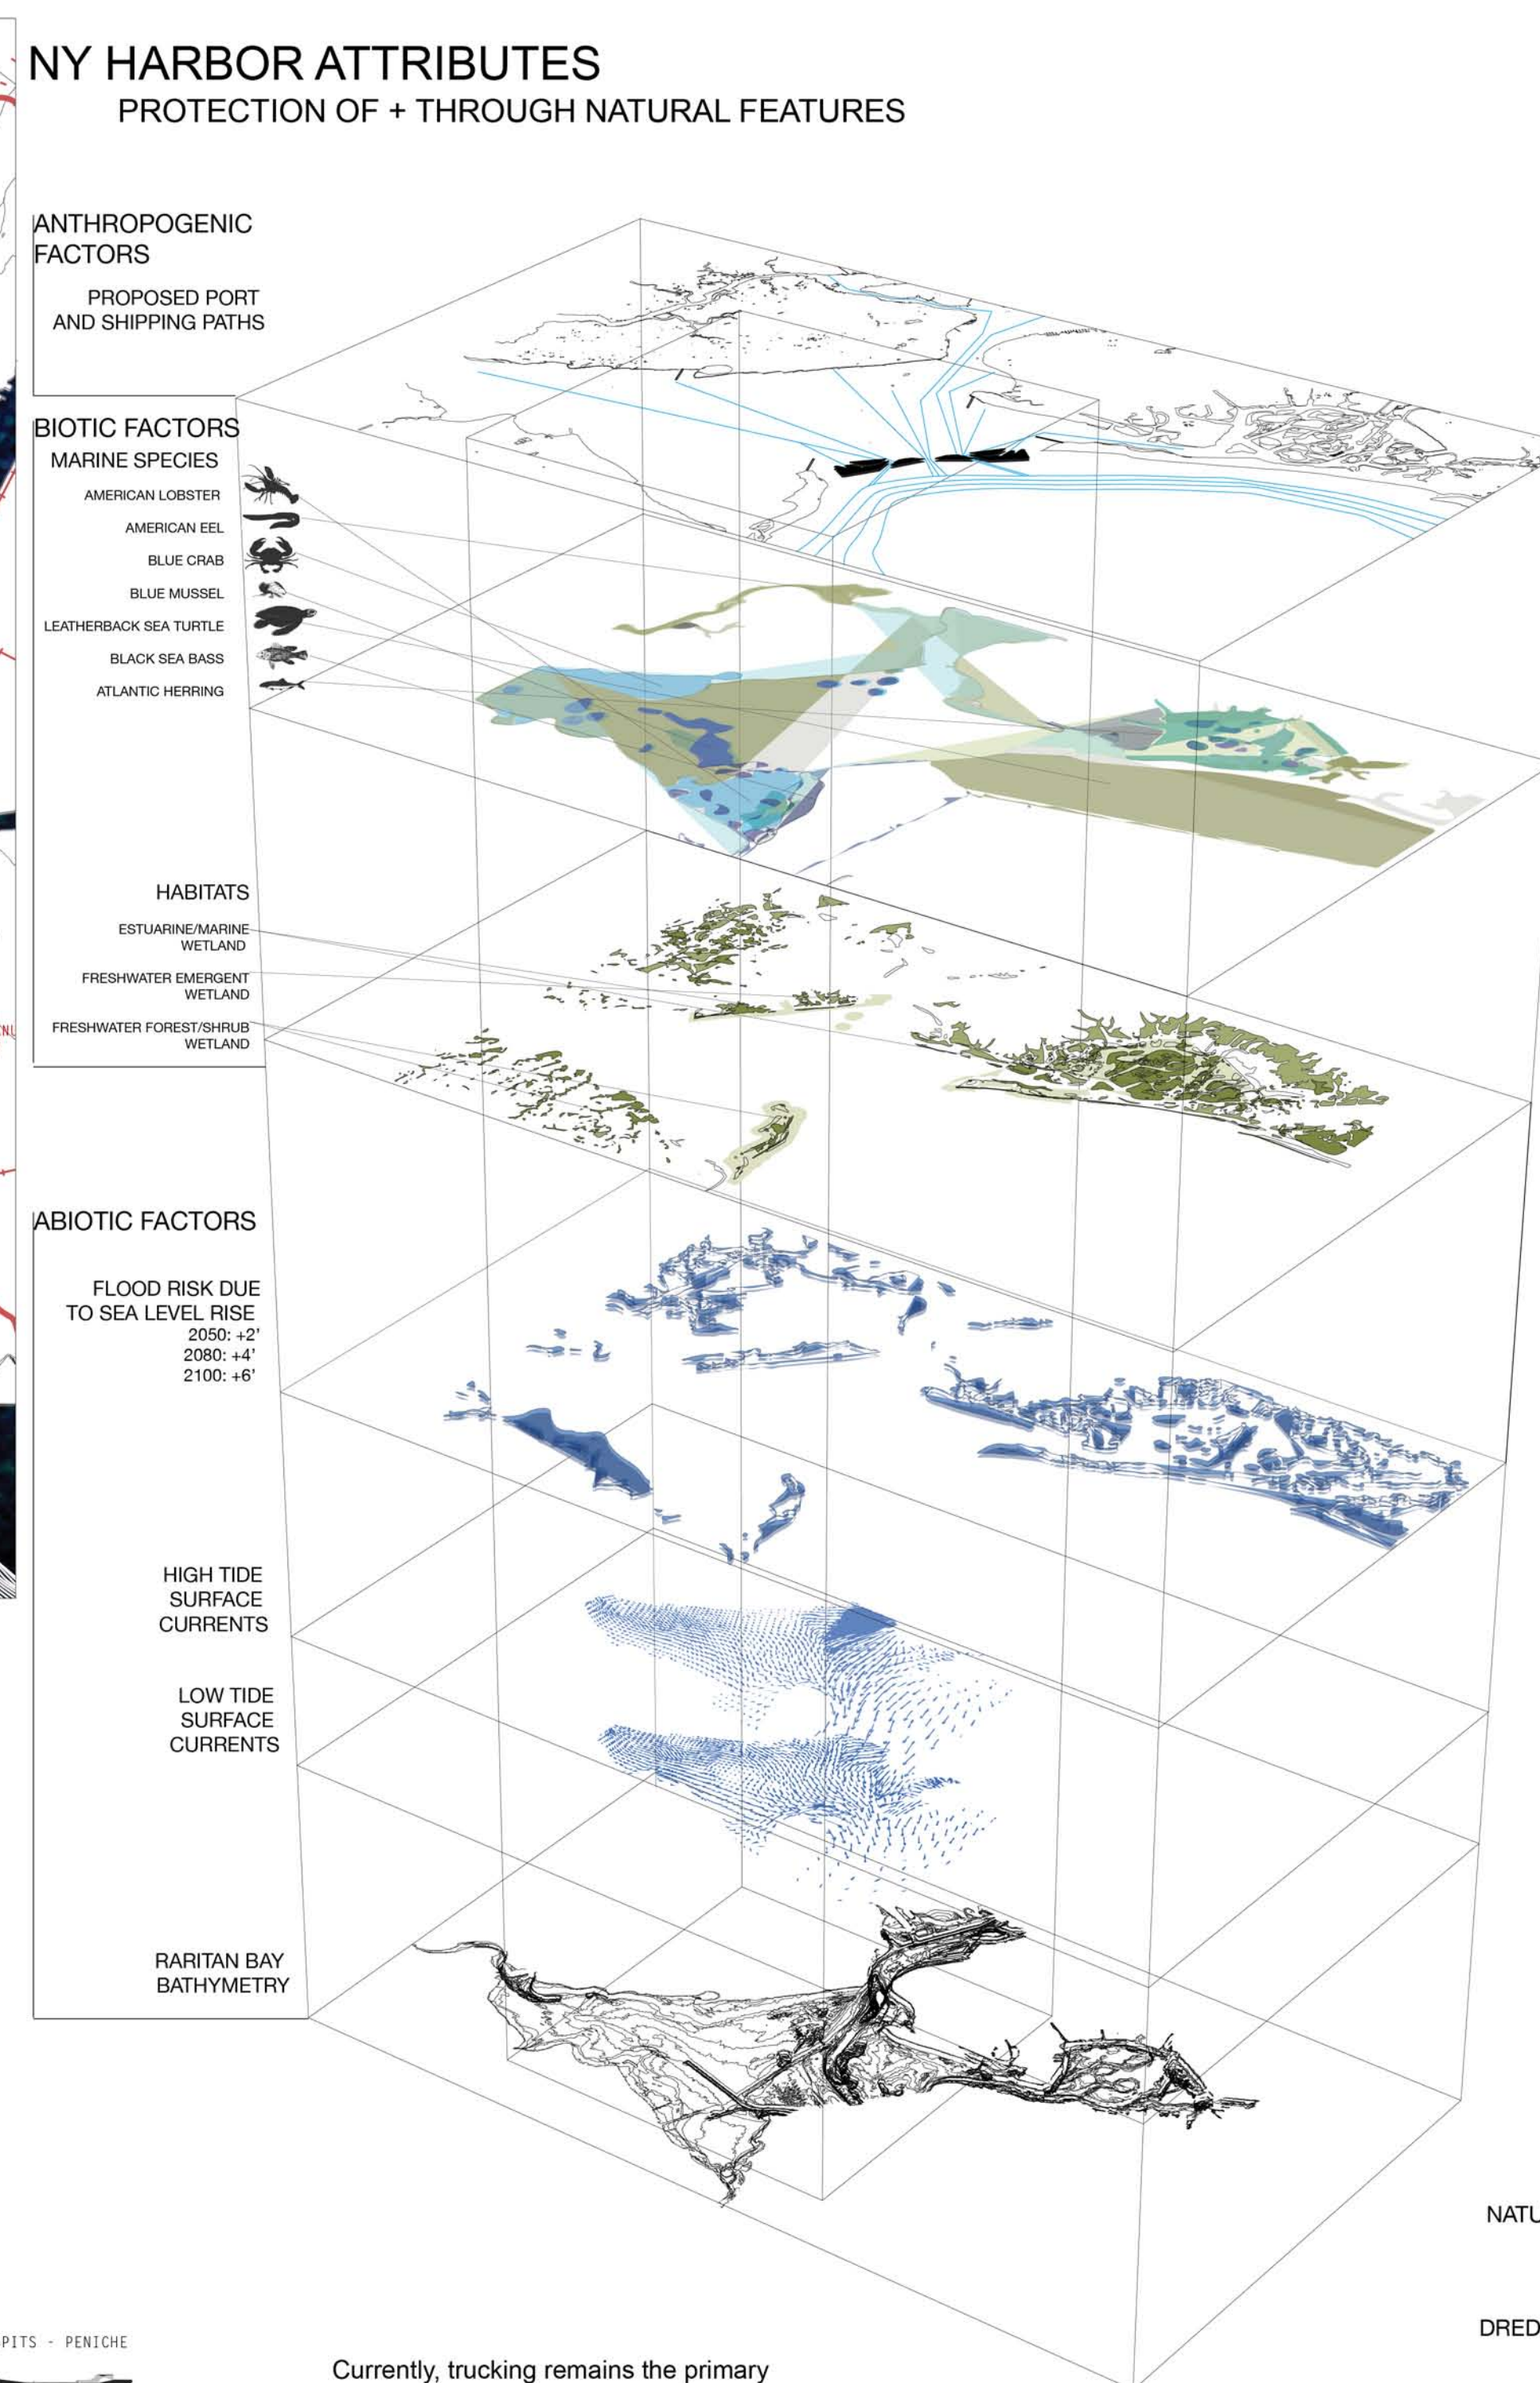 NY HARBOR ATTRIBUTES
PROTECTION OF + THROUGH NATURAL FEATURES
ANTHROPOGENIC
FACTORS
PROPOSED PORT
AND SHIPPING PATHS
BIOTIC FACTORS
MARINE SPECIES
AMERICAN LOBSTER
AMERICAN EEL
BLUE CRAB
BLUE MUSSEL
LEATHERBACK SEA TURTLE
BLACK SEA BASS
ATLANTIC HERRING
HABITATS
ESTUARINE/MARINE
WETLAND
FRESHWATER EMERGENT
WETLAND
FRESHWATER FOREST/SHRUB
WETLAND
ABIOTIC FACTORS
FLOOD RISK DUE
TO SEA LEVEL RISE
2050: +2'
2080: +4'
2100: +6'
HIGH TIDE
SURFACE
CURRENTS
LOW TIDE
SURFACE
CURRENTS
RARITAN BAY
BATHYMETRY
NATU
DRED
PITS - PENICHE
Currently, trucking remains the primary